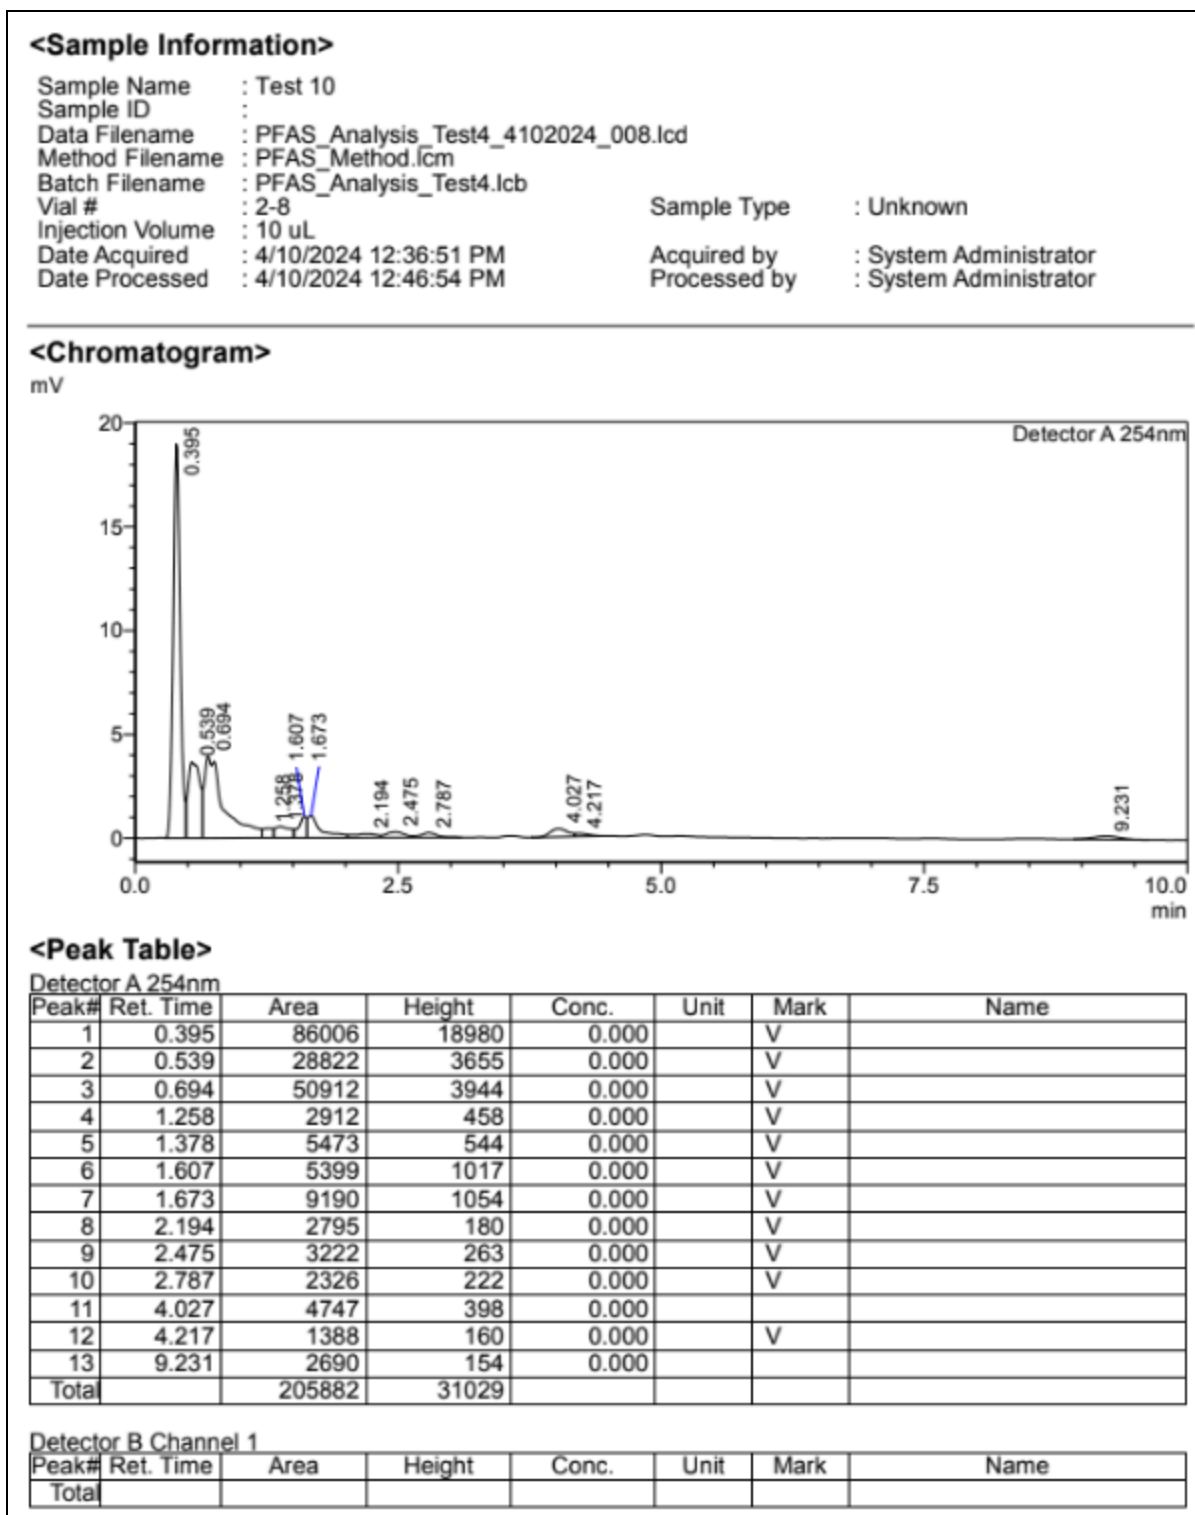 <Sample Information>
Sample Name : Test 10
Sample ID :
Data Filename : PFAS_Analysis_Test4_4102024_008.lcd
Method Filename : PFAS_Method.lcm
Batch Filename : PFAS_Analysis_Test4.lcb
Vial # : 2-8 Sample Type : Unknown
Injection Volume : 10 uL
Date Acquired : 4/10/2024 12:36:51 PM Acquired by : System Administrator
Date Processed : 4/10/2024 12:46:54 PM Processed by : System Administrator
<Chromatogram>
mV
Detector A 254nm
20
15
10
5
0
0.395
0.539
0.694
1.258
1.378
1.607
1.673
2.194
2.475
2.787
4.027
4.217
9.231
0.0 2.5 5.0 7.5 10.0
min
<Peak Table>
Detector A 254nm
Peak# Ret. Time Area Height Conc. Unit Mark Name
1 0.395 86006 18980 0.000 V
2 0.539 28822 3655 0.000 V
3 0.694 50912 3944 0.000 V
4 1.258 2912 458 0.000 V
5 1.378 5473 544 0.000 V
6 1.607 5399 1017 0.000 V
7 1.673 9190 1054 0.000 V
8 2.194 2795 180 0.000 V
9 2.475 3222 263 0.000 V
10 2.787 2326 222 0.000 V
11 4.027 4747 398 0.000
12 4.217 1388 160 0.000 V
13 9.231 2690 154 0.000
Total 205882 31029
Detector B Channel 1
Peak# Ret. Time Area Height Conc. Unit Mark Name
Total